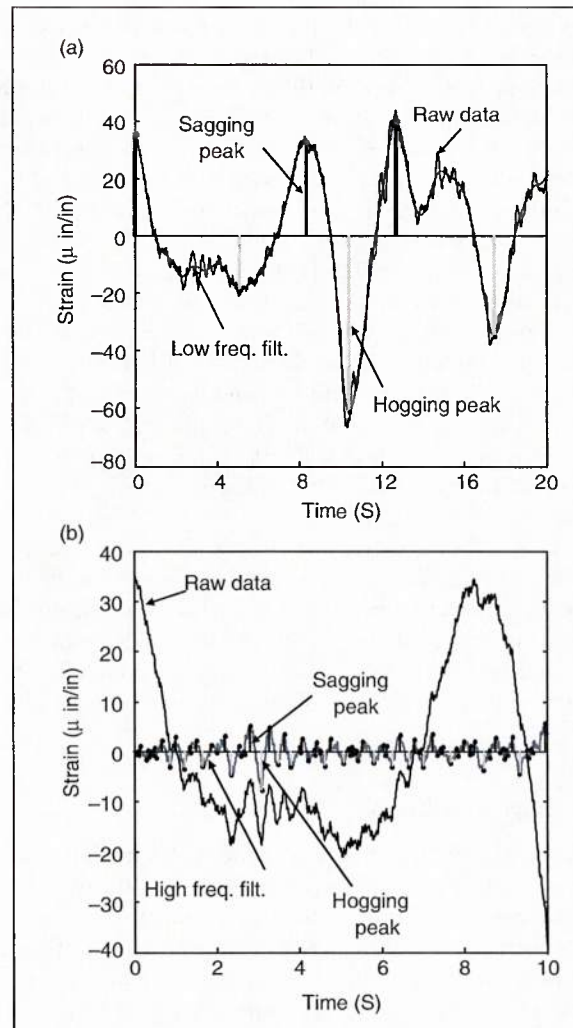 (a)
60
40
20
0
−20
−40
−60
−80
Strain (μ in/in)
Sagging
peak
Raw data
Low freq. filt.
Hogging peak
0
4
8
12
16
20
Time (S)
(b)
40
30
20
10
0
−10
−20
−30
−40
Strain (μ in/in)
Raw data
Sagging
peak
High freq. filt.
Hogging
peak
0
2
4
6
8
10
Time (S)